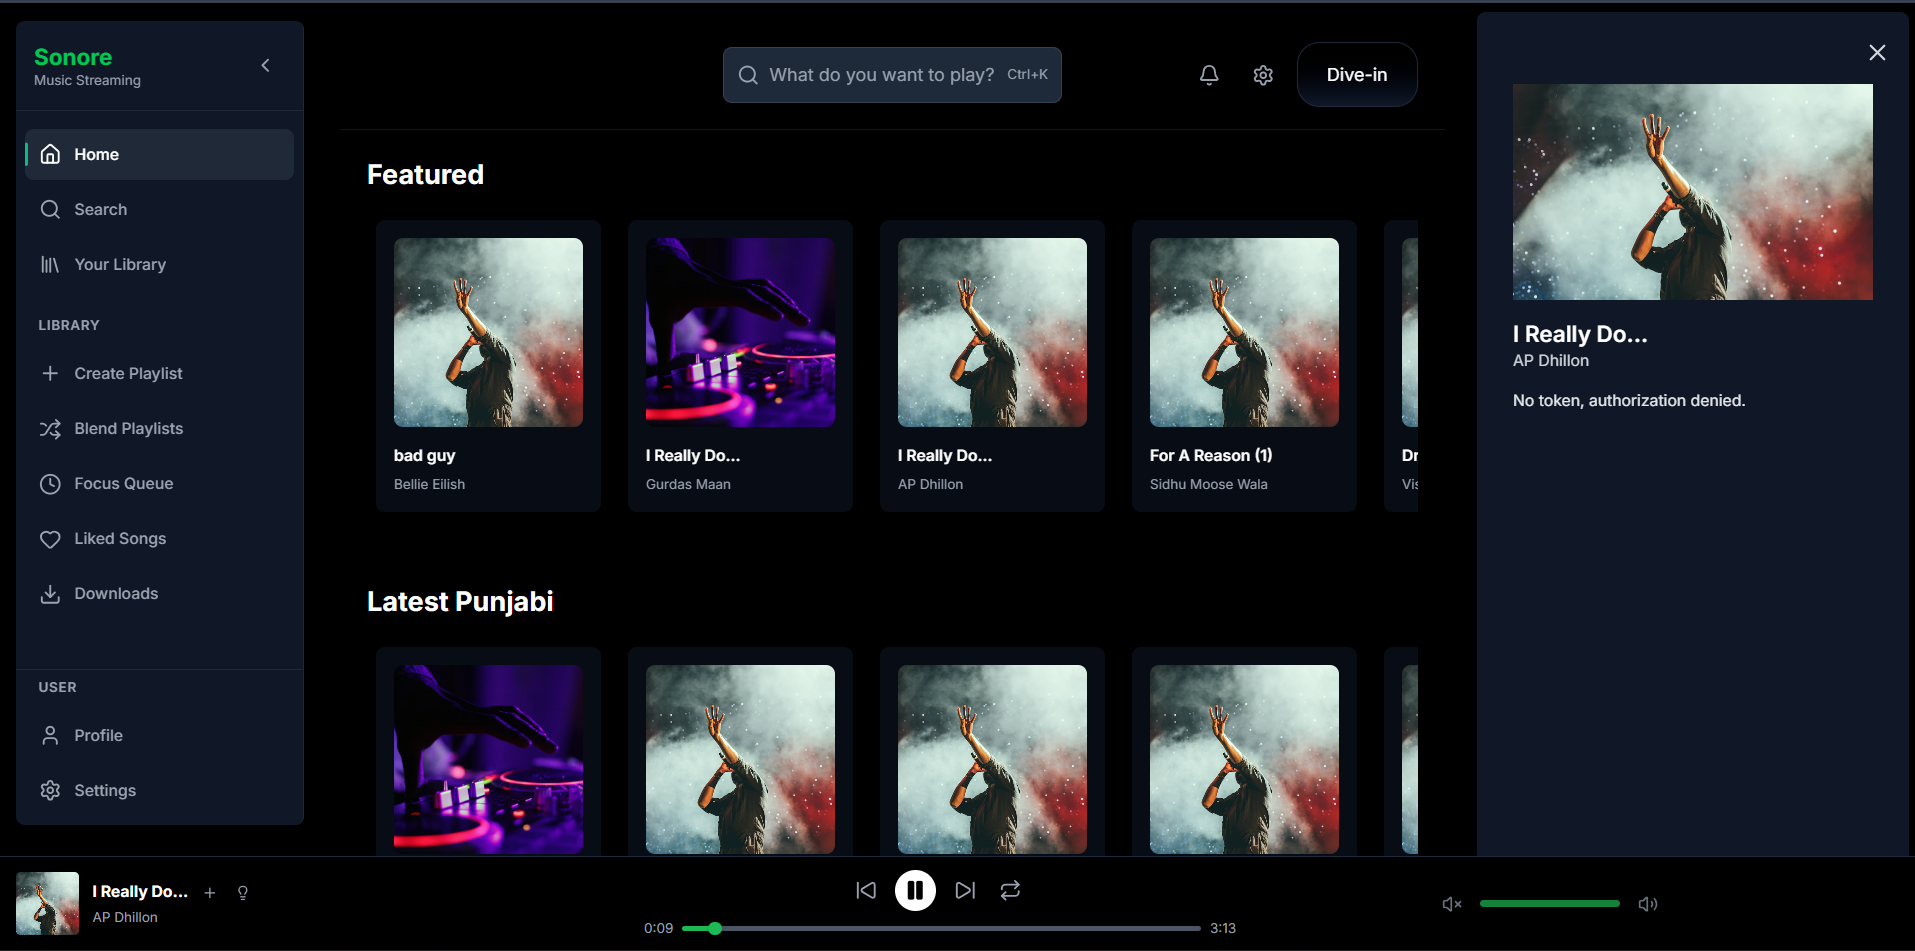 Sonore
Music Streaming
Home
Search
Your Library
LIBRARY
Create Playlist
Blend Playlists
Focus Queue
Liked Songs
Downloads
USER
Profile
Settings
What do you want to play? Ctrl+K
Dive-in
Featured
bad guy
Bellie Eilish
I Really Do...
Gurdas Maan
I Really Do...
AP Dhillon
For A Reason (1)
Sidhu Moose Wala
Dr
Vis
Latest Punjabi
I Really Do...
AP Dhillon
No token, authorization denied.
I Really Do...
AP Dhillon
0:09
3:13